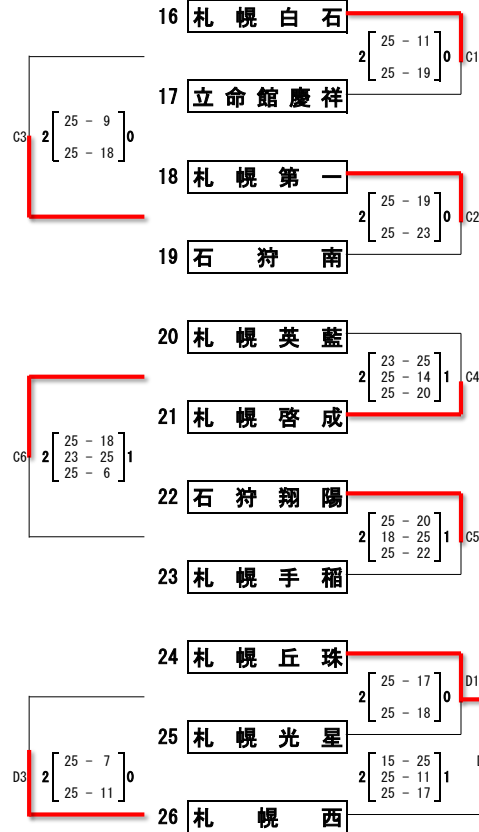 16 札幌白石
2 25 - 11 0 C1
25 - 19
17 立命館慶祥
C3 2 25 - 9 0
25 - 18
18 札幌第一
2 25 - 19 0 C2
25 - 23
19 石狩南
20 札幌英藍
2 23 - 25 1 C4
25 - 14
25 - 20
21 札幌啓成
C6 2 25 - 18 1
23 - 25
25 - 6
22 石狩翔陽
2 25 - 20 1 C5
18 - 25
25 - 22
23 札幌手稲
24 札幌丘珠
2 25 - 17 0 D1
25 - 18
25 札幌光星
D3 2 25 - 7 0
25 - 11
2 15 - 25 1
25 - 11
25 - 17
26 札幌西